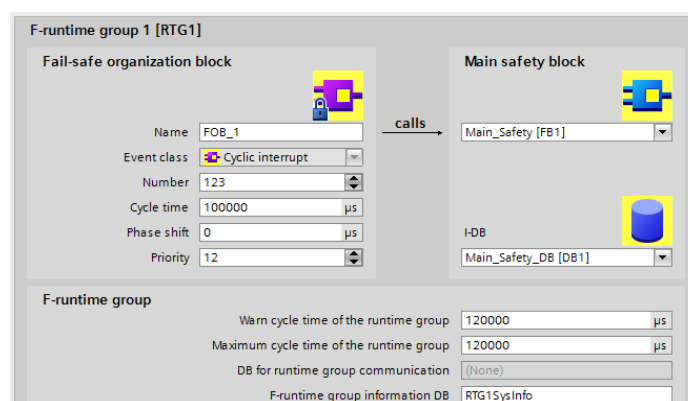 F-runtime group 1 [RTG1]
Fail-safe organization block
Main safety block
calls
Name FOB_1
Main_Safety [FB1]
Event class Cyclic interrupt
Number 123
Cycle time 100000 µs
Phase shift 0 µs
I-DB
Priority 12
Main_Safety_DB [DB1]
F-runtime group
Warn cycle time of the runtime group 120000 µs
Maximum cycle time of the runtime group 120000 µs
DB for runtime group communication (None)
F-runtime group information DB RTG1SysInfo